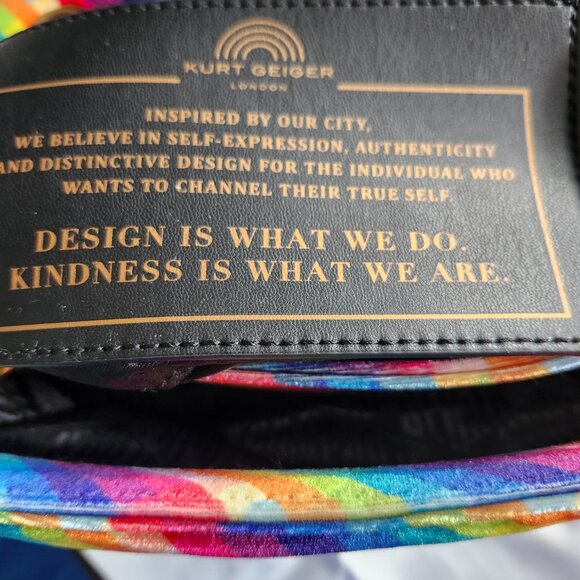 KURT GEIGER
LONDON
INSPIRED BY OUR CITY,
WE BELIEVE IN SELF-EXPRESSION, AUTHENTICITY
AND DISTINCTIVE DESIGN FOR THE INDIVIDUAL WHO
WANTS TO CHANNEL THEIR TRUE SELF.
DESIGN IS WHAT WE DO.
KINDNESS IS WHAT WE ARE.